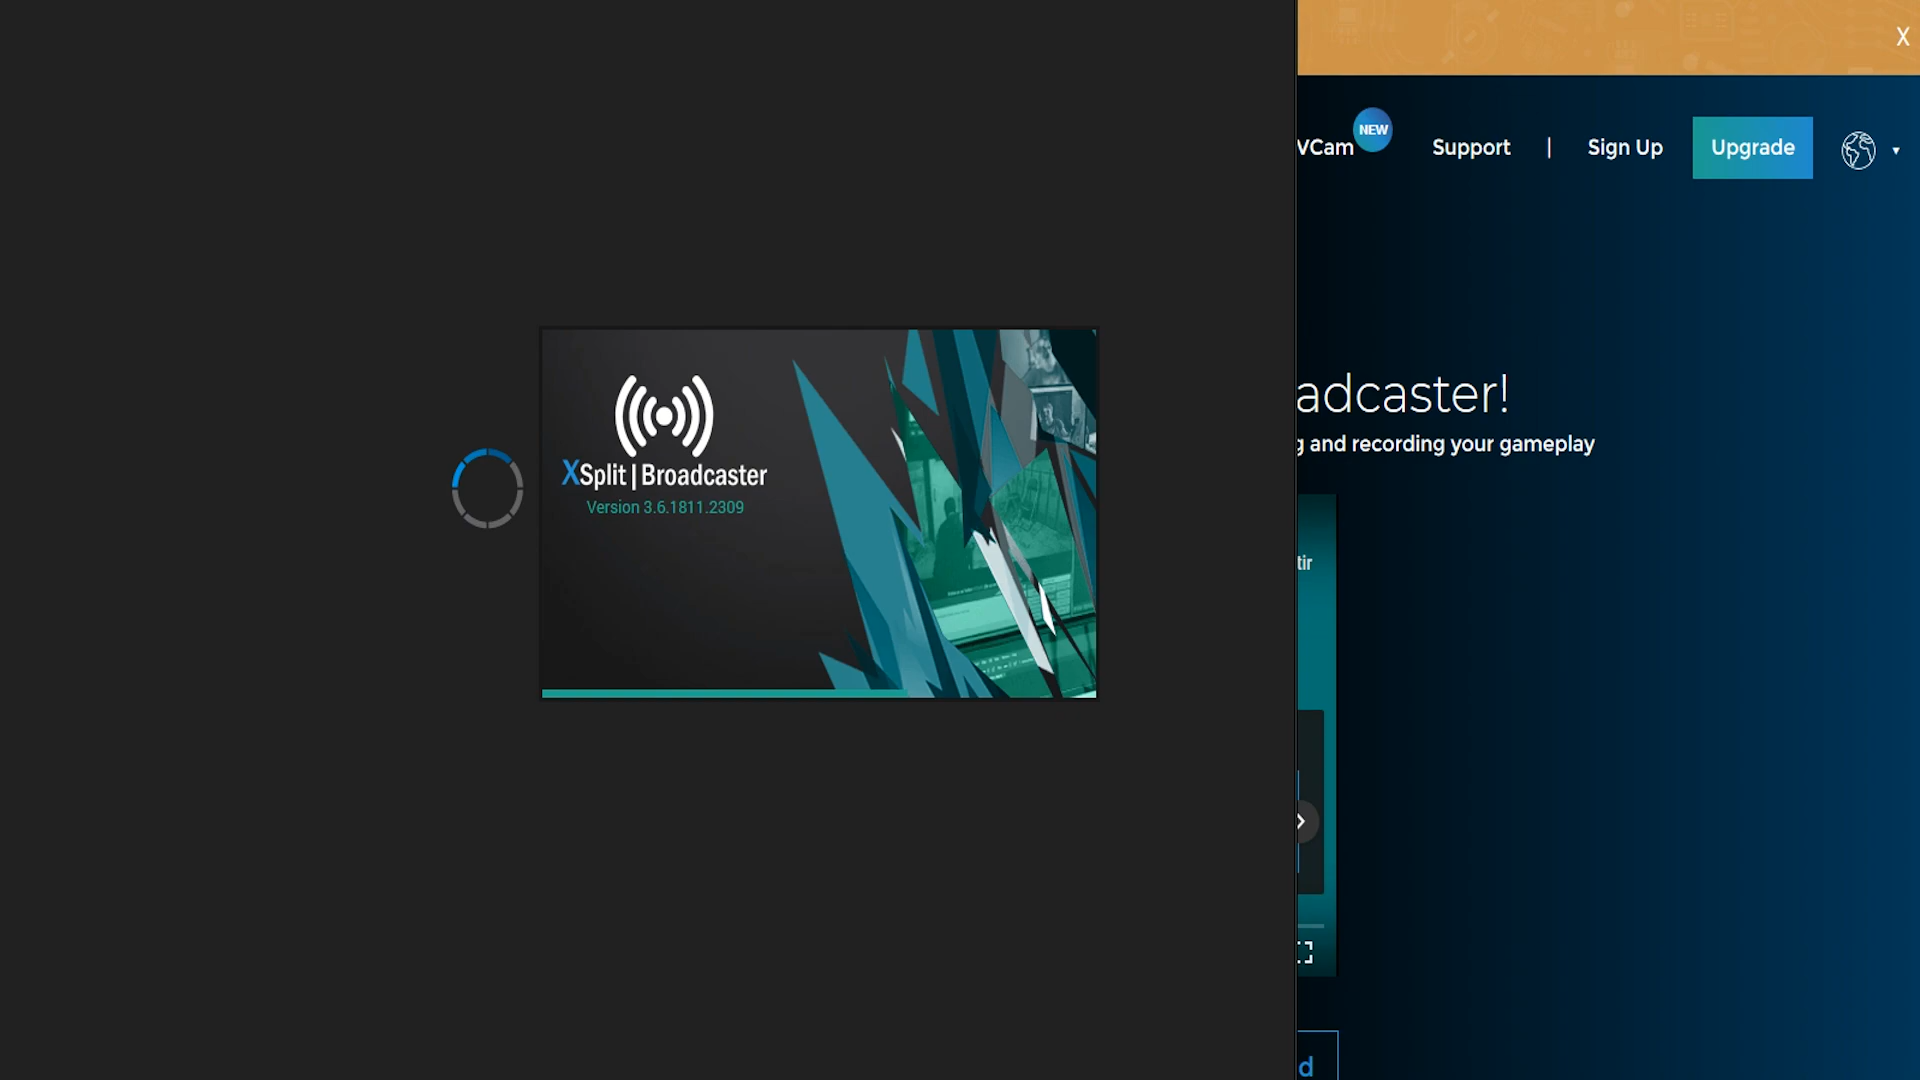 XSplit | Broadcaster
Version 3.6.1811.2309
X
VCam
NEW
Support
|
Sign Up
Upgrade
adcaster!
g and recording your gameplay
tir
d